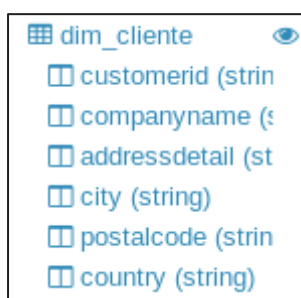 dim_cliente
customerid (strin
companyname (s
addressdetail (st
city (string)
postalcode (strin
country (string)